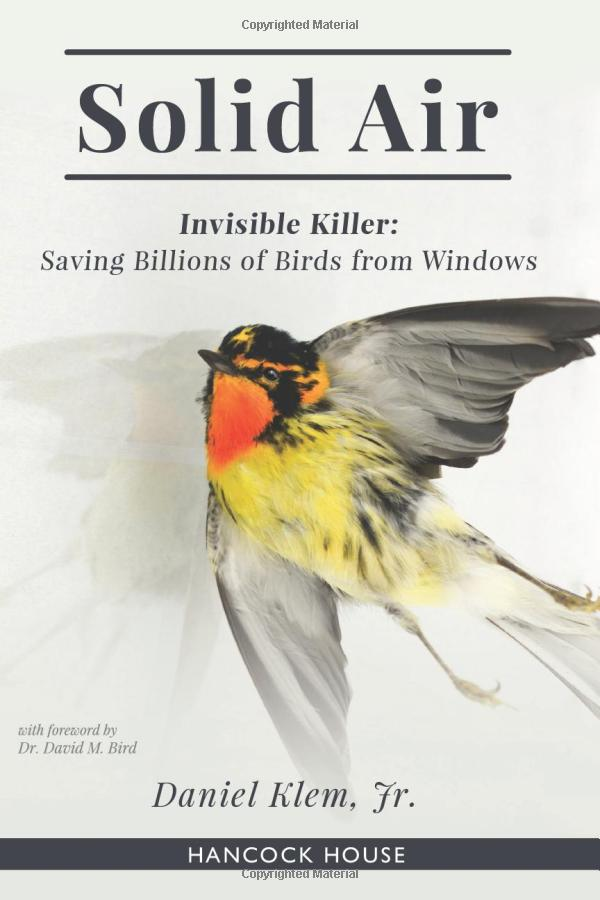 Copyrighted Material
Solid Air
Invisible Killer:
Saving Billions of Birds from Windows
with foreword by
Dr. David M. Bird
Daniel Klem, Jr.
HANCOCK HOUSE
Copyrighted Material